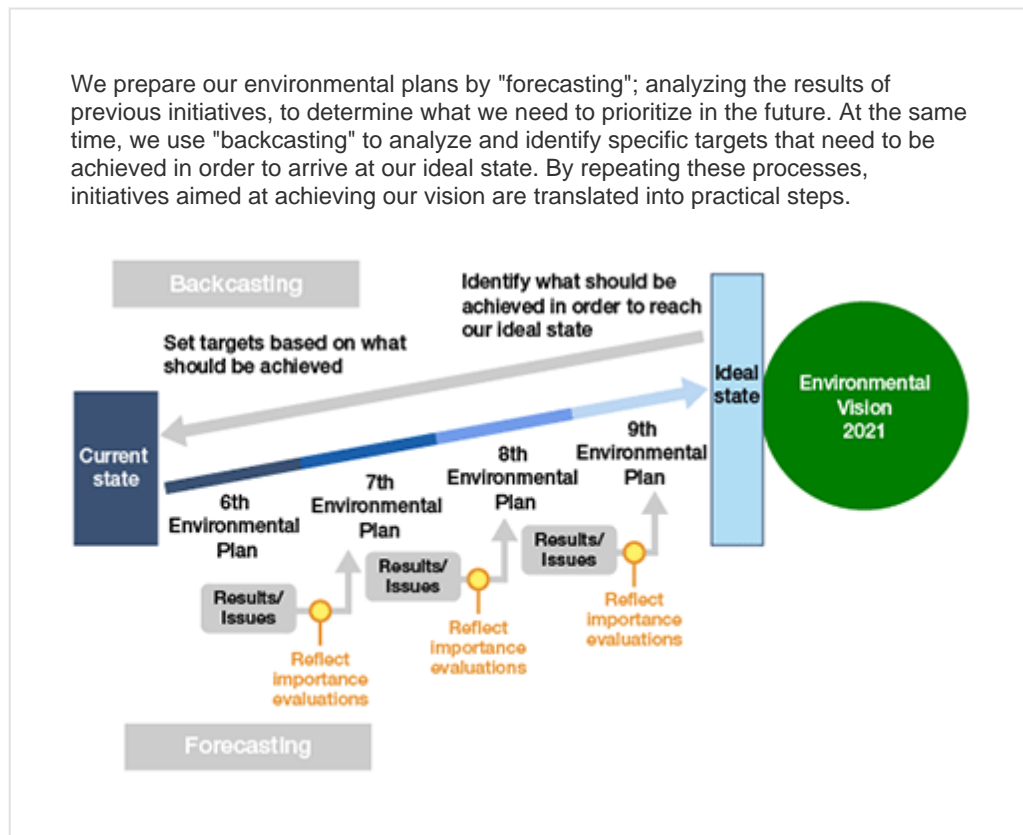 We prepare our environmental plans by "forecasting"; analyzing the results of
previous initiatives, to determine what we need to prioritize in the future. At the same
time, we use "backcasting" to analyze and identify specific targets that need to be
achieved in order to arrive at our ideal state. By repeating these processes,
initiatives aimed at achieving our vision are translated into practical steps.
Backcasting
Identify what should be
achieved in order to reach
our ideal state
Set targets based on what
should be achieved
Current
state
Ideal
state
Environmental
Vision
2021
6th
Environmental
Plan
7th
Environmental
Plan
8th
Environmental
Plan
9th
Environmental
Plan
Results/
Issues
Reflect
importance
evaluations
Results/
Issues
Reflect
importance
evaluations
Results/
Issues
Reflect
importance
evaluations
Forecasting